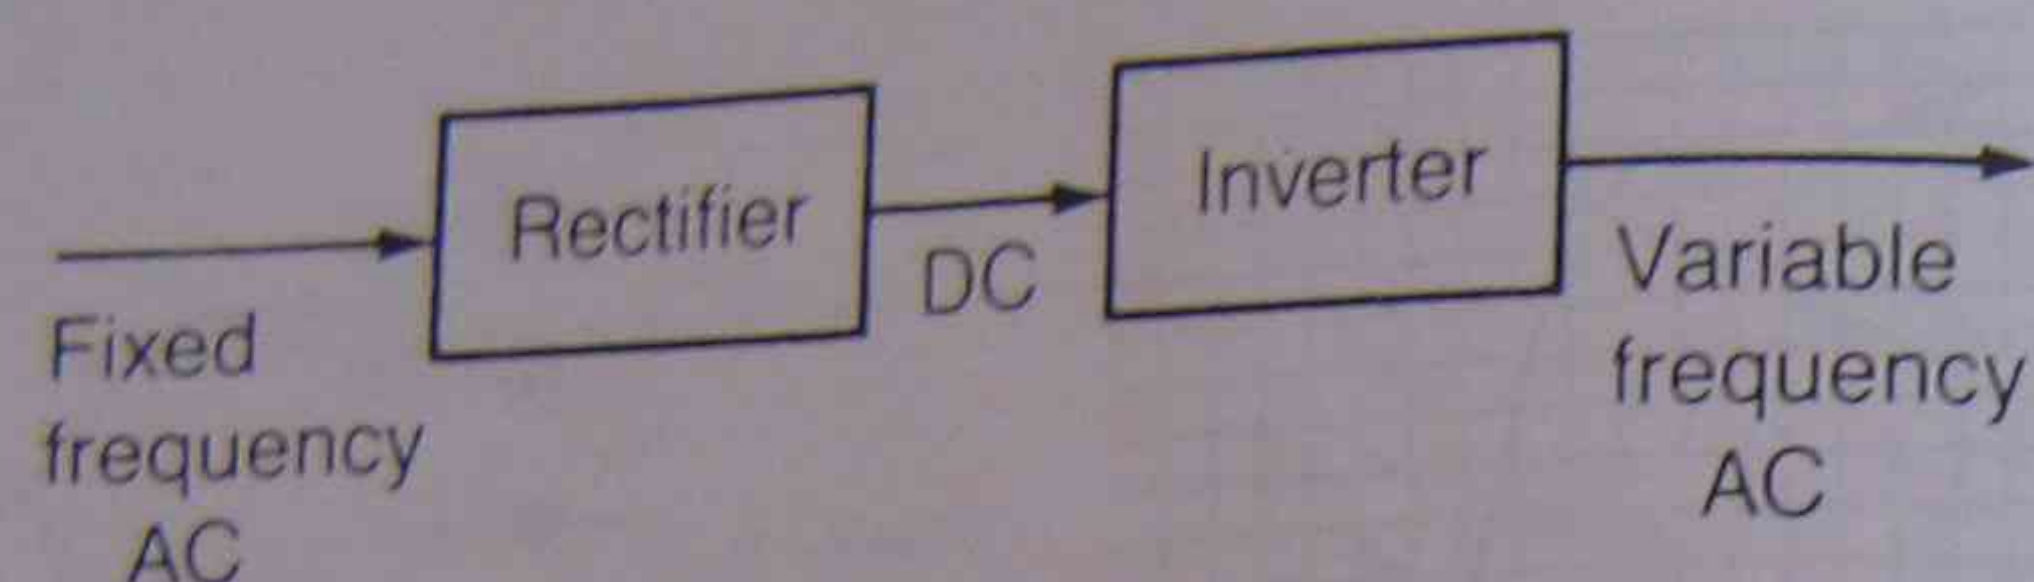 Rectifier
Inverter
DC
Fixed
frequency
AC
Variable
frequency
AC